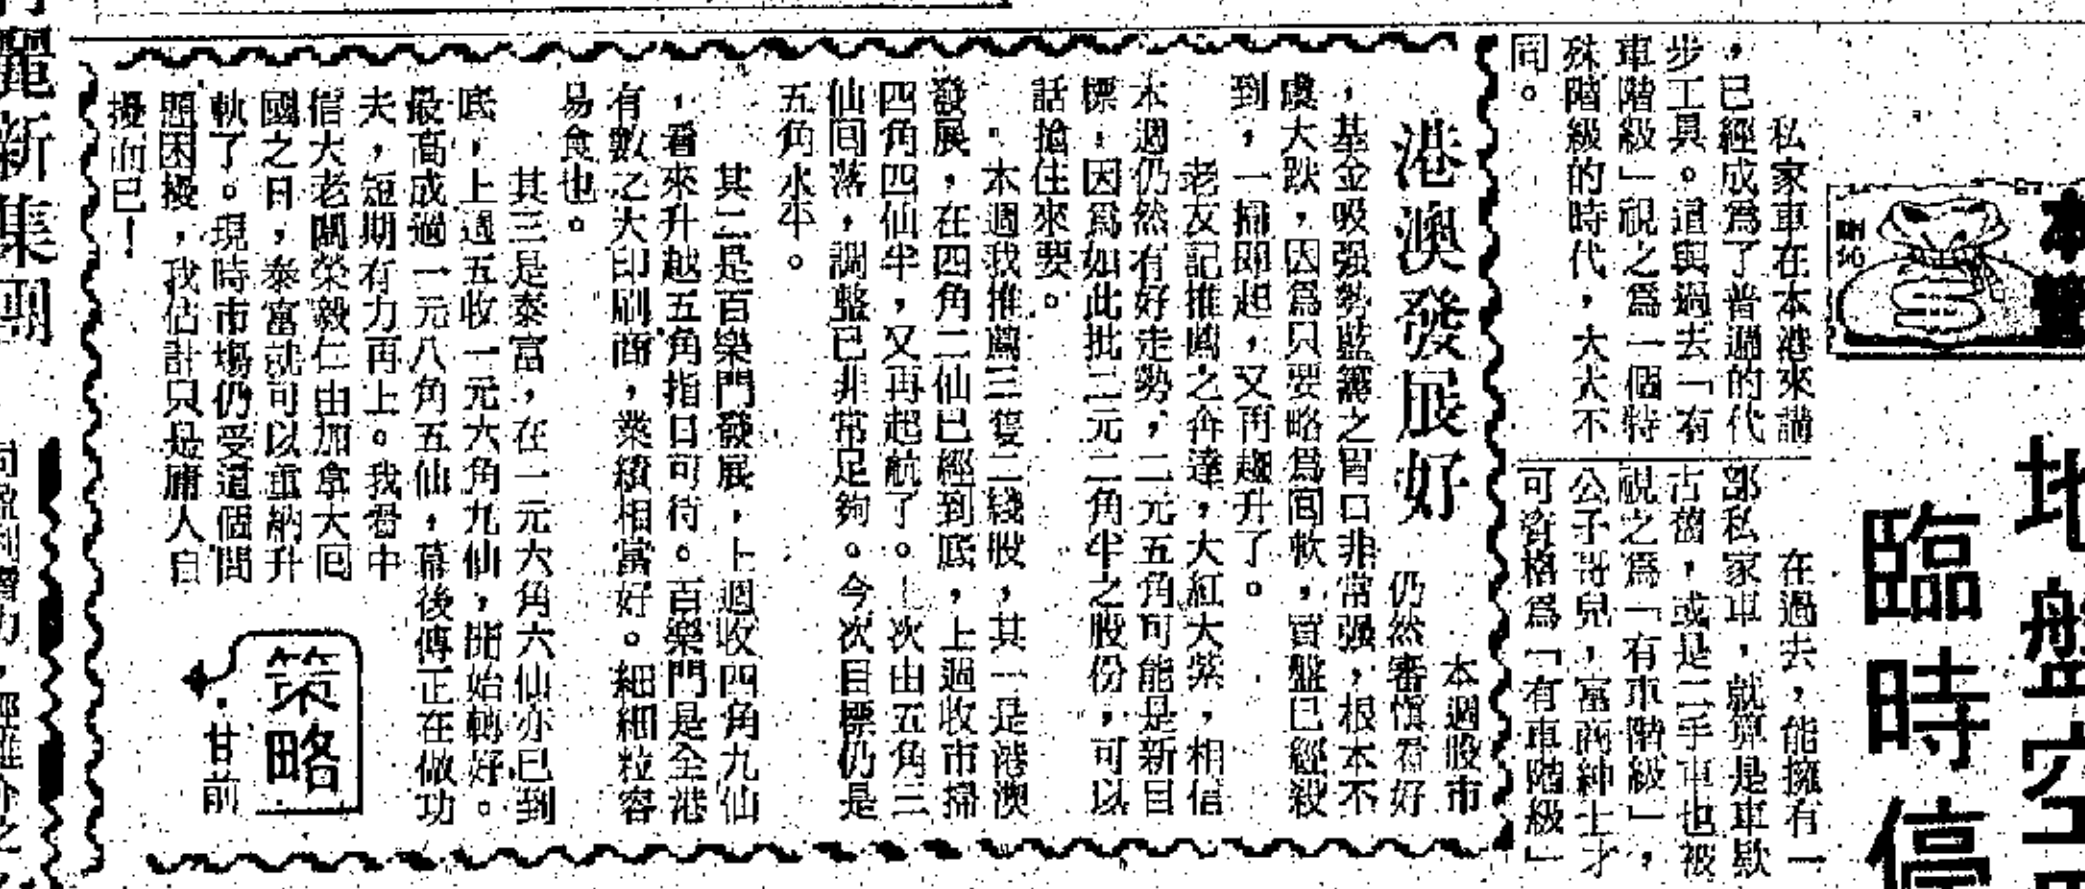 私家車在本港來講
，已經成爲了普遍的代
步工具。這與過去「有
車階級」視之爲一個特
殊階級的時代，大大不
同。
在過去，能擁有一
部私家車，就算是車歇
古舊，或是二手車也被
視之爲「有車階級」，
公子哥兒，富商紳士才
可資格爲「有車階級」
地盤
臨時停
港澳發展好
本週股市
仍然審愼看好
，基金吸强勢藍籌之胃口非常强，根本不
虞大跌，因爲只要略爲回軟，買盤已經殺
到，一掃即起，又再趨升了。
老友記推薦之奔達，大紅大紫，相信
本週仍然有好走勢，二元五角可能是新目
標，因爲如此批二元二角半之股份，可以
話搶住來要。
本週我推薦三隻二綫股，其一是港澳
發展，在四角二仙已經到底，上週收市掃
四角四仙半，又再起航了。上次由五角三
仙回落，調整已非常足夠。今次目標仍是
五角水平。
其二是百樂門發展，上週收四角九仙
，看來升越五角指日可待。百樂門是全港
有數之大印刷商，業績相當好。細細粒容
易食也。
其三是泰富，在一元六角六仙亦已到
底，上週五收一元六角九仙，開始轉好。
最高成過一元八角五仙，幕後傳正在做功
夫，短期有力再上。我看中
信大老闆榮毅仁由加拿大回
國之日，泰富就可以重納升
軌了。現時市場仍受這個問
題困擾，我估計只是庸人自
擾而已！
策略
甘前
麗新集團